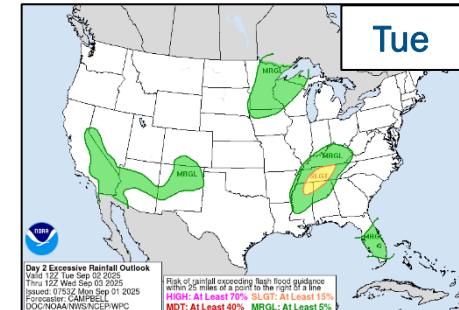 Tue
MRGL
MRGL
MRGL
SLGT
MRGL
NOAA
Day 2 Excessive Rainfall Outlook
Valid 12Z Tue Sep 02 2025
Thru 12Z Wed Sep 03 2025
Issued: 0753Z Mon Sep 01 2025
Forecaster: CAMPBELL
DOC/NOAA/NWS/NCEP/WPC
Risk of rainfall exceeding flash flood guidance
within 25 miles of a point to the right of a line
HIGH: At Least 70% SLGT: At Least 15%
MDT: At Least 40% MRGL: At Least 5%